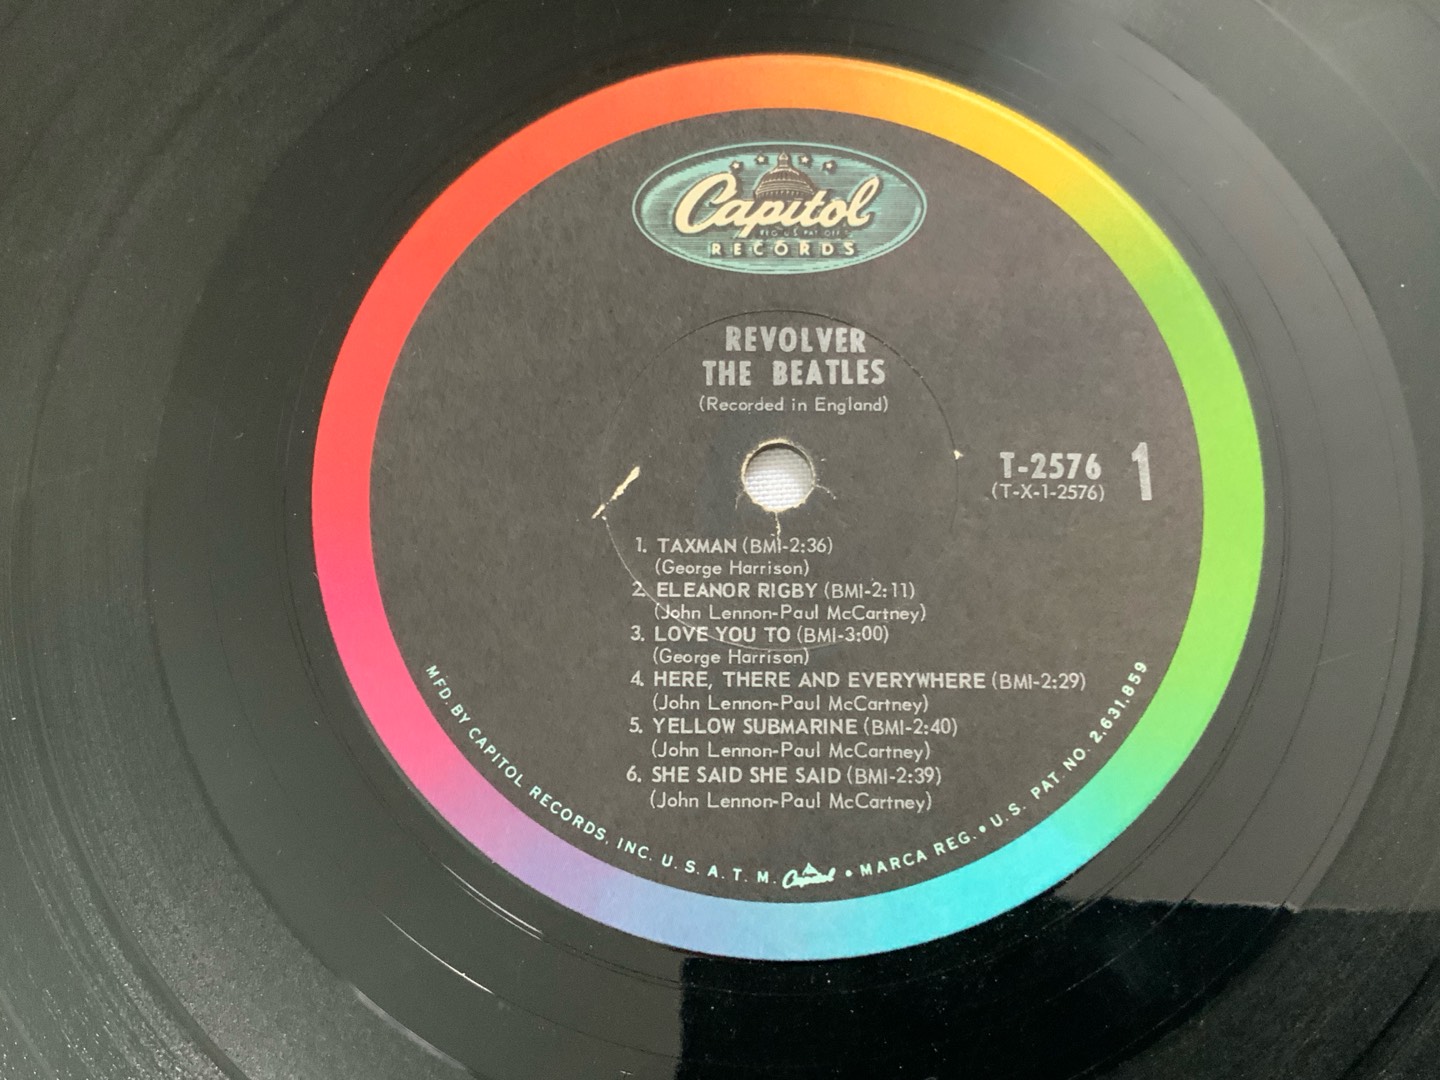 Capitol
REG. U.S. PAT. OFF.
RECORDS
REVOLVER
THE BEATLES
(Recorded in England)
T-2576
(T-X-1-2576)
1
1. TAXMAN (BMI-2:36)
(George Harrison)
2. ELEANOR RIGBY (BMI-2:11)
(John Lennon-Paul McCartney)
3. LOVE YOU TO (BMI-3:00)
(George Harrison)
4. HERE, THERE AND EVERYWHERE (BMI-2:29)
(John Lennon-Paul McCartney)
5. YELLOW SUBMARINE (BMI-2:40)
(John Lennon-Paul McCartney)
6. SHE SAID SHE SAID (BMI-2:39)
(John Lennon-Paul McCartney)
MFD. BY CAPITOL RECORDS, INC. U.S.A. T.M. Capitol • MARCA REG. • U.S. PAT. NO. 2,631,859